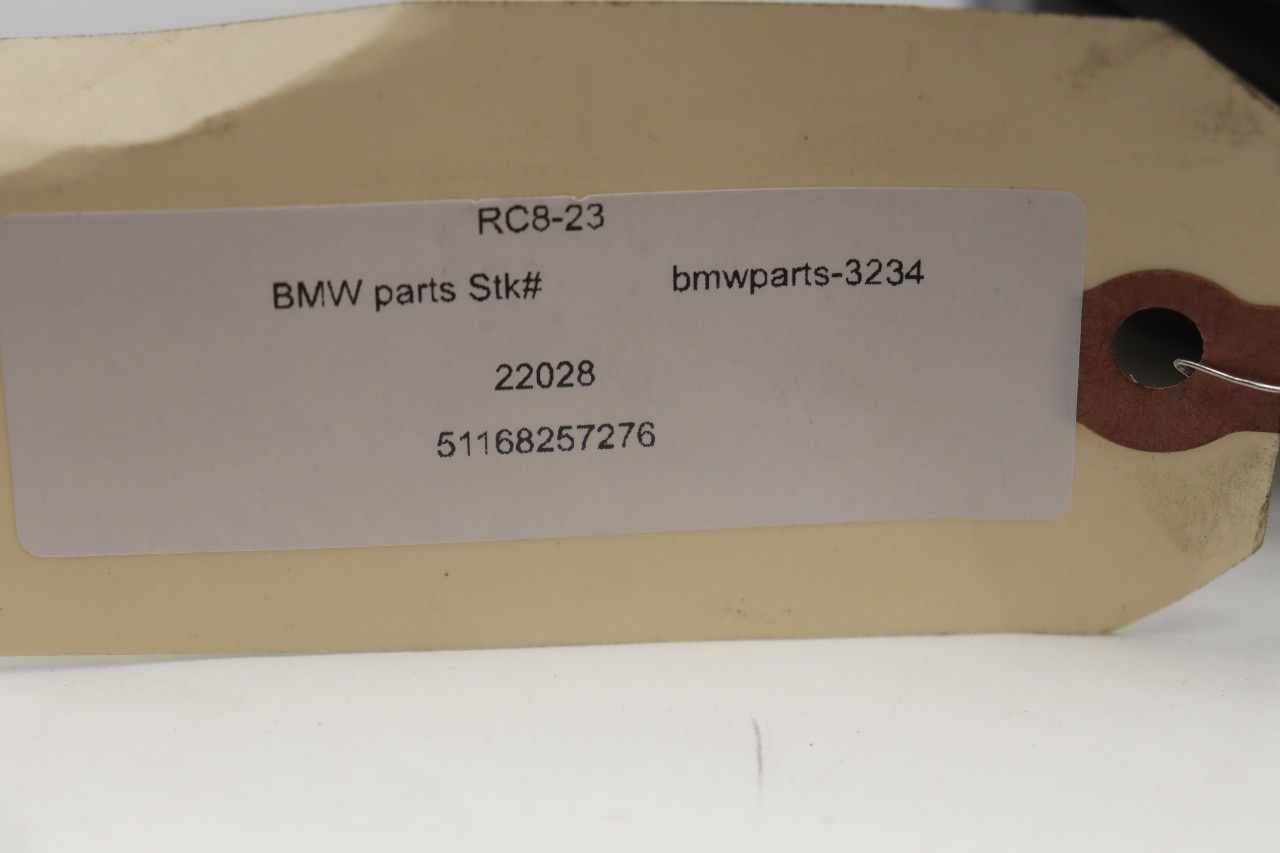 RC8-23
BMW parts Stk# bmwparts-3234
22028
51168257276